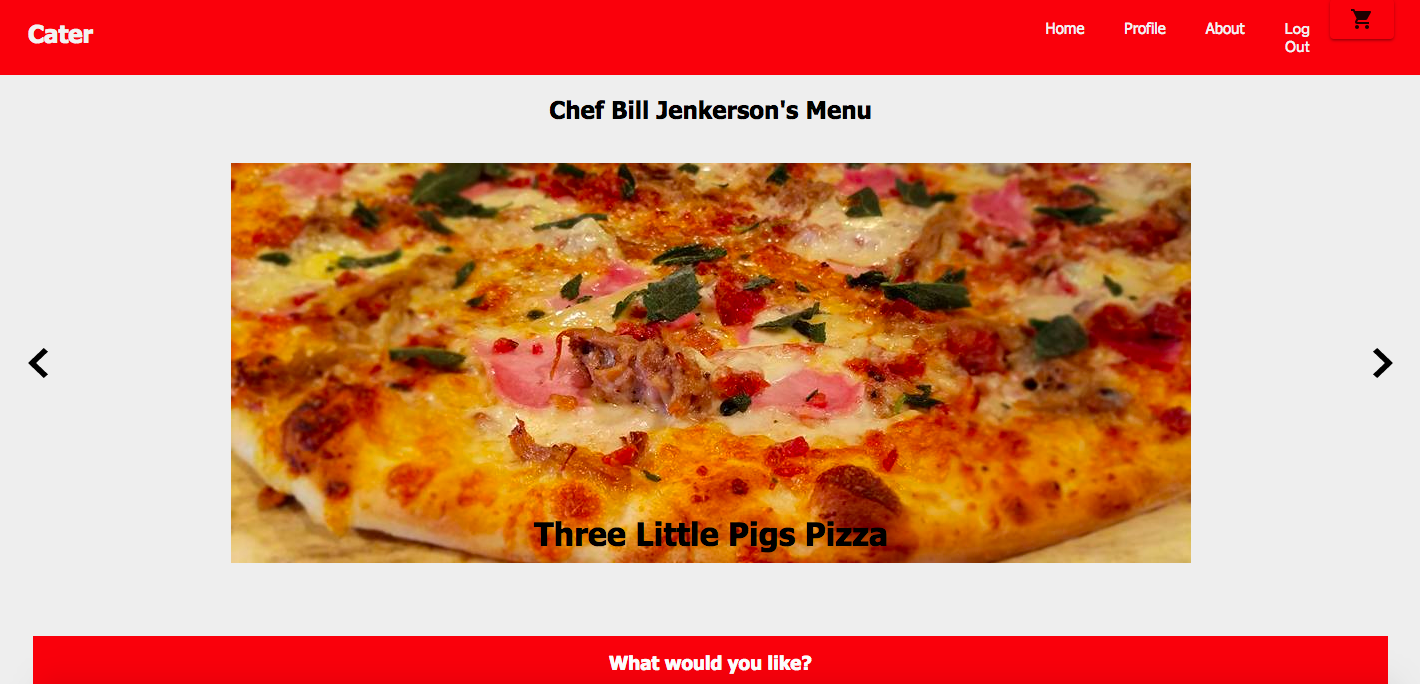 Cater
Home
Profile
About
Log
Out
Chef Bill Jenkerson's Menu
Three Little Pigs Pizza
What would you like?